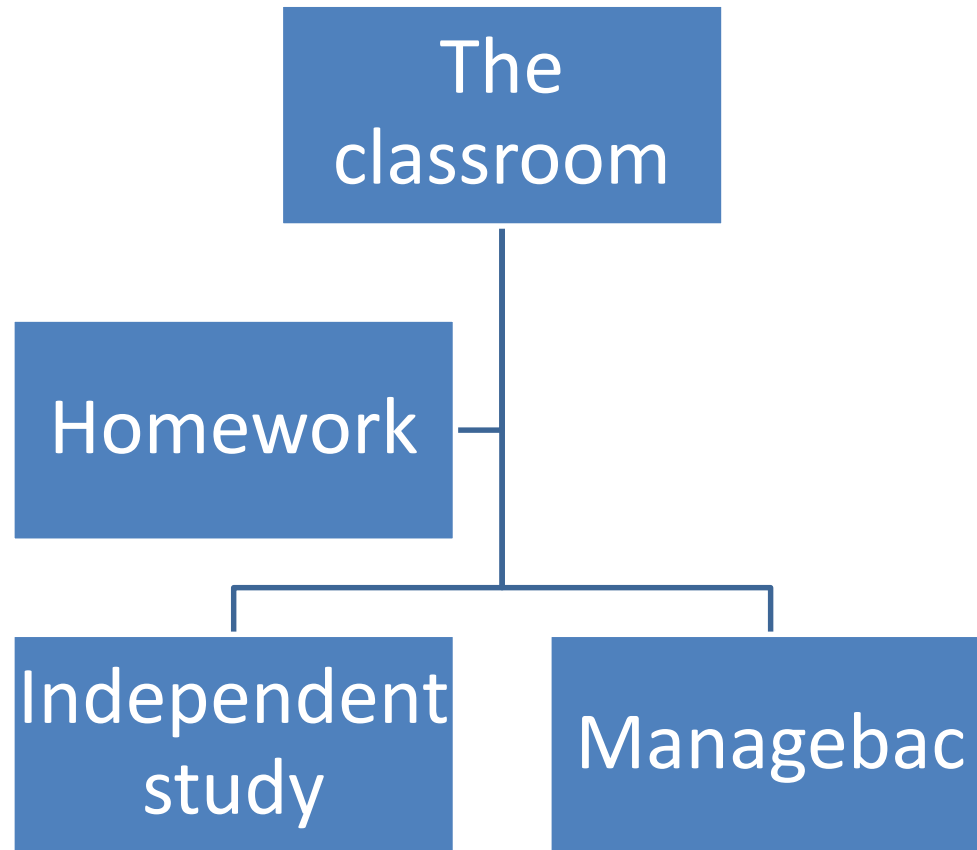 The
classroom
Homework
Independent
study
Managebac